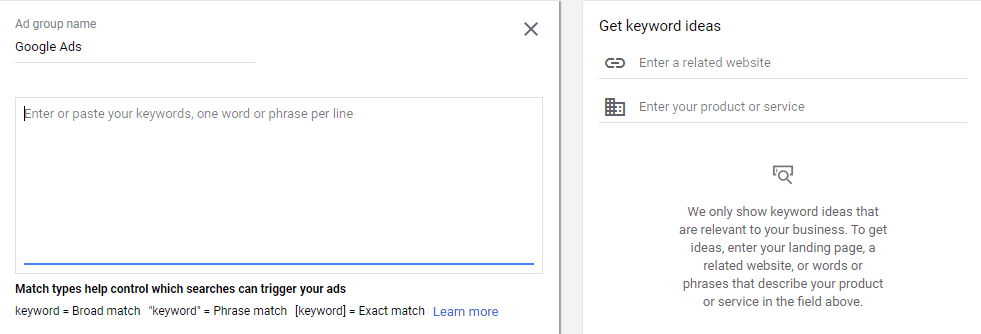 Ad group name
Google Ads
Enter or paste your keywords, one word or phrase per line
Match types help control which searches can trigger your ads
keyword = Broad match "keyword" = Phrase match [keyword] = Exact match Learn more
Get keyword ideas
Enter a related website
Enter your product or service
We only show keyword ideas that
are relevant to your business. To get
ideas, enter your landing page, a
related website, or words or
phrases that describe your product
or service in the field above.